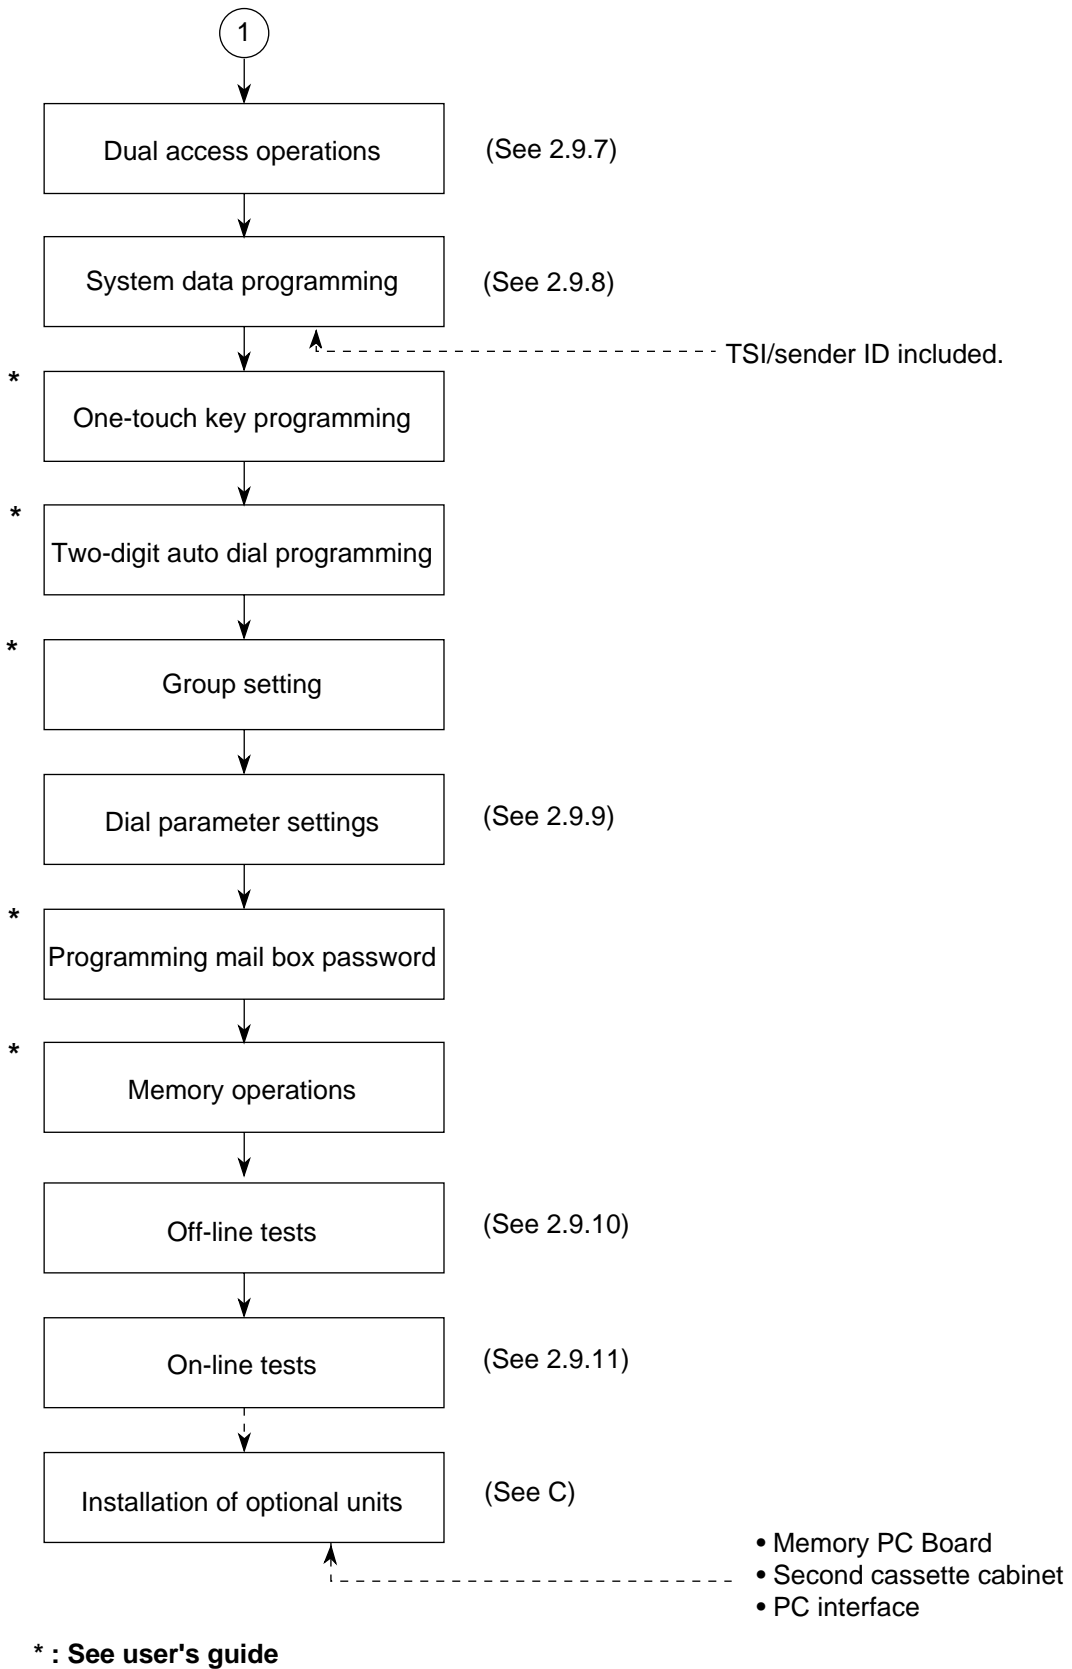 1
Dual access operations
(See 2.9.7)
System data programming
(See 2.9.8)
TSI/sender ID included.
*
One-touch key programming
*
Two-digit auto dial programming
*
Group setting
Dial parameter settings
(See 2.9.9)
*
Programming mail box password
*
Memory operations
Off-line tests
(See 2.9.10)
On-line tests
(See 2.9.11)
Installation of optional units
(See C)
• Memory PC Board
• Second cassette cabinet
• PC interface
* : See user's guide